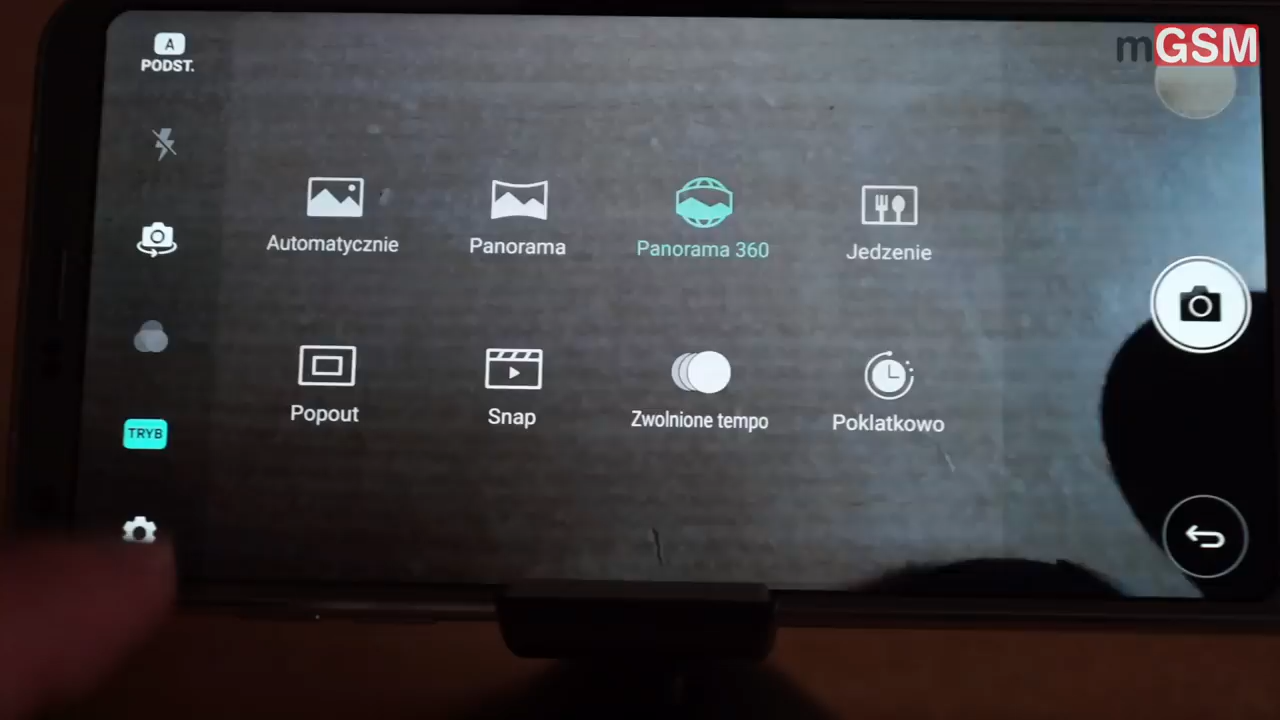 A
PODST.
mGSM
Automatycznie
Panorama
Panorama 360
Jedzenie
Popout
Snap
Zwolnione tempo
Poklatkowo
TRYB